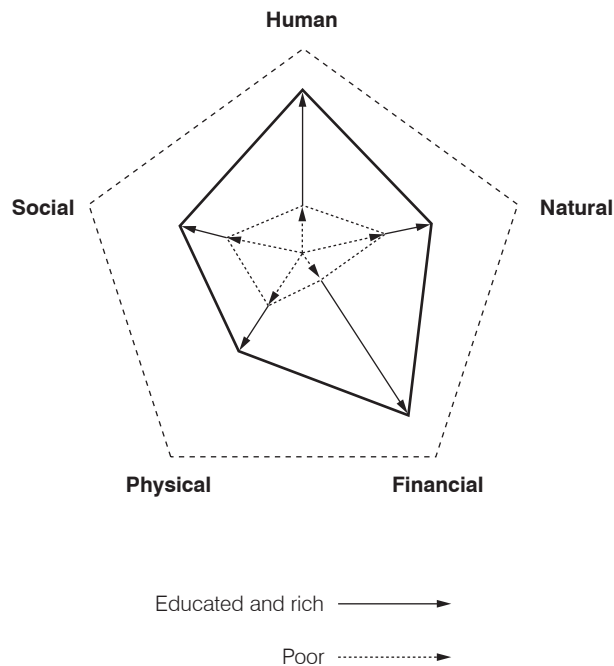 Human
Social
Natural
Physical
Financial
Educated and rich
Poor